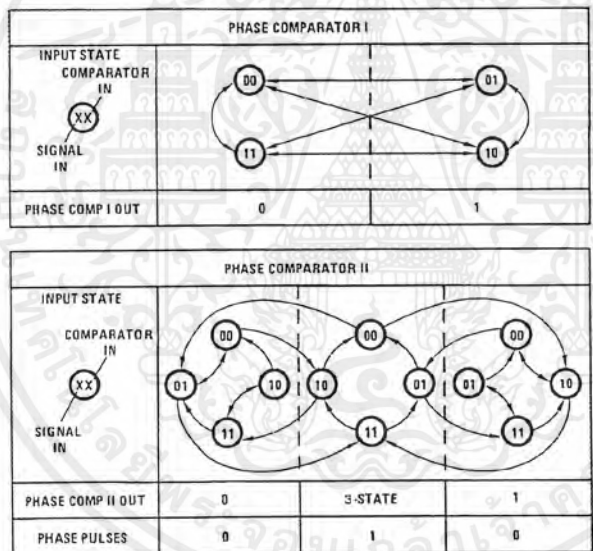 PHASE COMPARATOR I
INPUT STATE
COMPARATOR
IN
XX
SIGNAL
IN
00
01
11
10
PHASE COMP I OUT 0 1
PHASE COMPARATOR II
INPUT STATE
COMPARATOR
IN
XX
SIGNAL
IN
00 00 00
01 10 10 01 01 10
11 11 11
PHASE COMP II OUT 0 3-STATE 1
PHASE PULSES 0 1 0